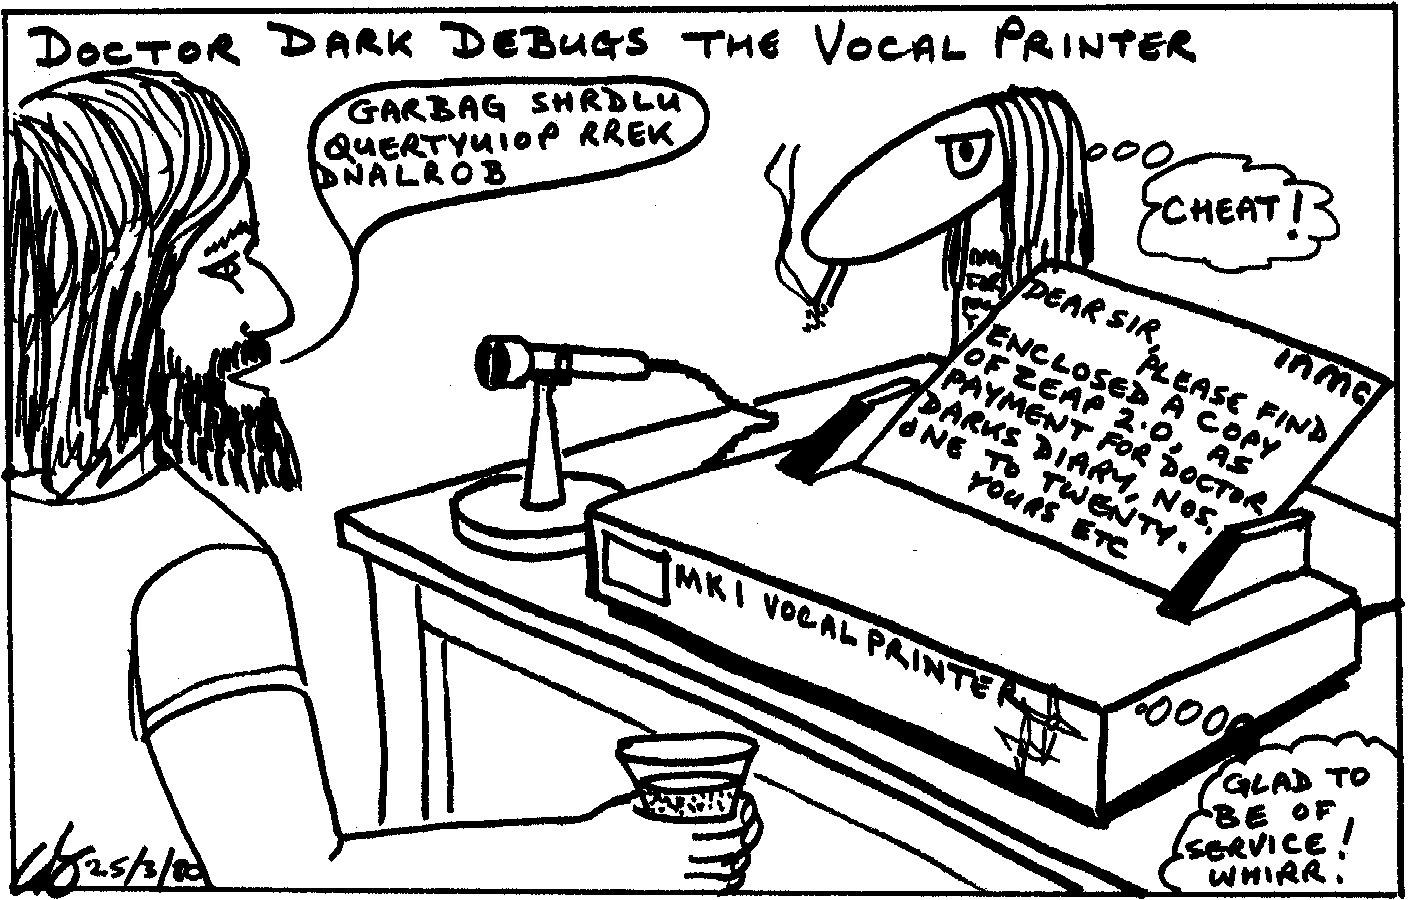 DOCTOR DARK DEBUGS THE VOCAL PRINTER
GARBAG SHRDLU
QUERTYUIOP RREK
DNALROB
CHEAT!
INMC
DEAR SIR,
PLEASE FIND
ENCLOSED A COPY
OF ZEAP 2.0, AS
PAYMENT FOR DOCTOR
DARKS DIARY, NOS.
ONE TO TWENTY.
YOURS ETC
MK I VOCAL PRINTER
GLAD TO
BE OF
SERVICE!
WHIRR.
25/3/80